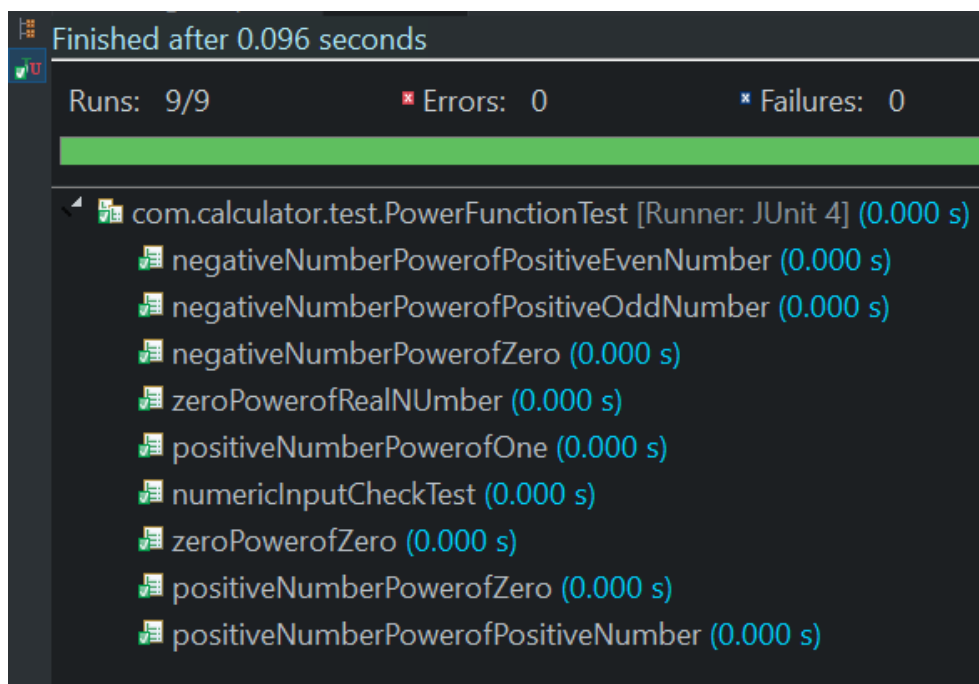 Finished after 0.096 seconds
Runs: 9/9 Errors: 0 Failures: 0
com.calculator.test.PowerFunctionTest [Runner: JUnit 4] (0.000 s)
negativeNumberPowerofPositiveEvenNumber (0.000 s)
negativeNumberPowerofPositiveOddNumber (0.000 s)
negativeNumberPowerofZero (0.000 s)
zeroPowerofRealNUmber (0.000 s)
positiveNumberPowerofOne (0.000 s)
numericInputCheckTest (0.000 s)
zeroPowerofZero (0.000 s)
positiveNumberPowerofZero (0.000 s)
positiveNumberPowerofPositiveNumber (0.000 s)